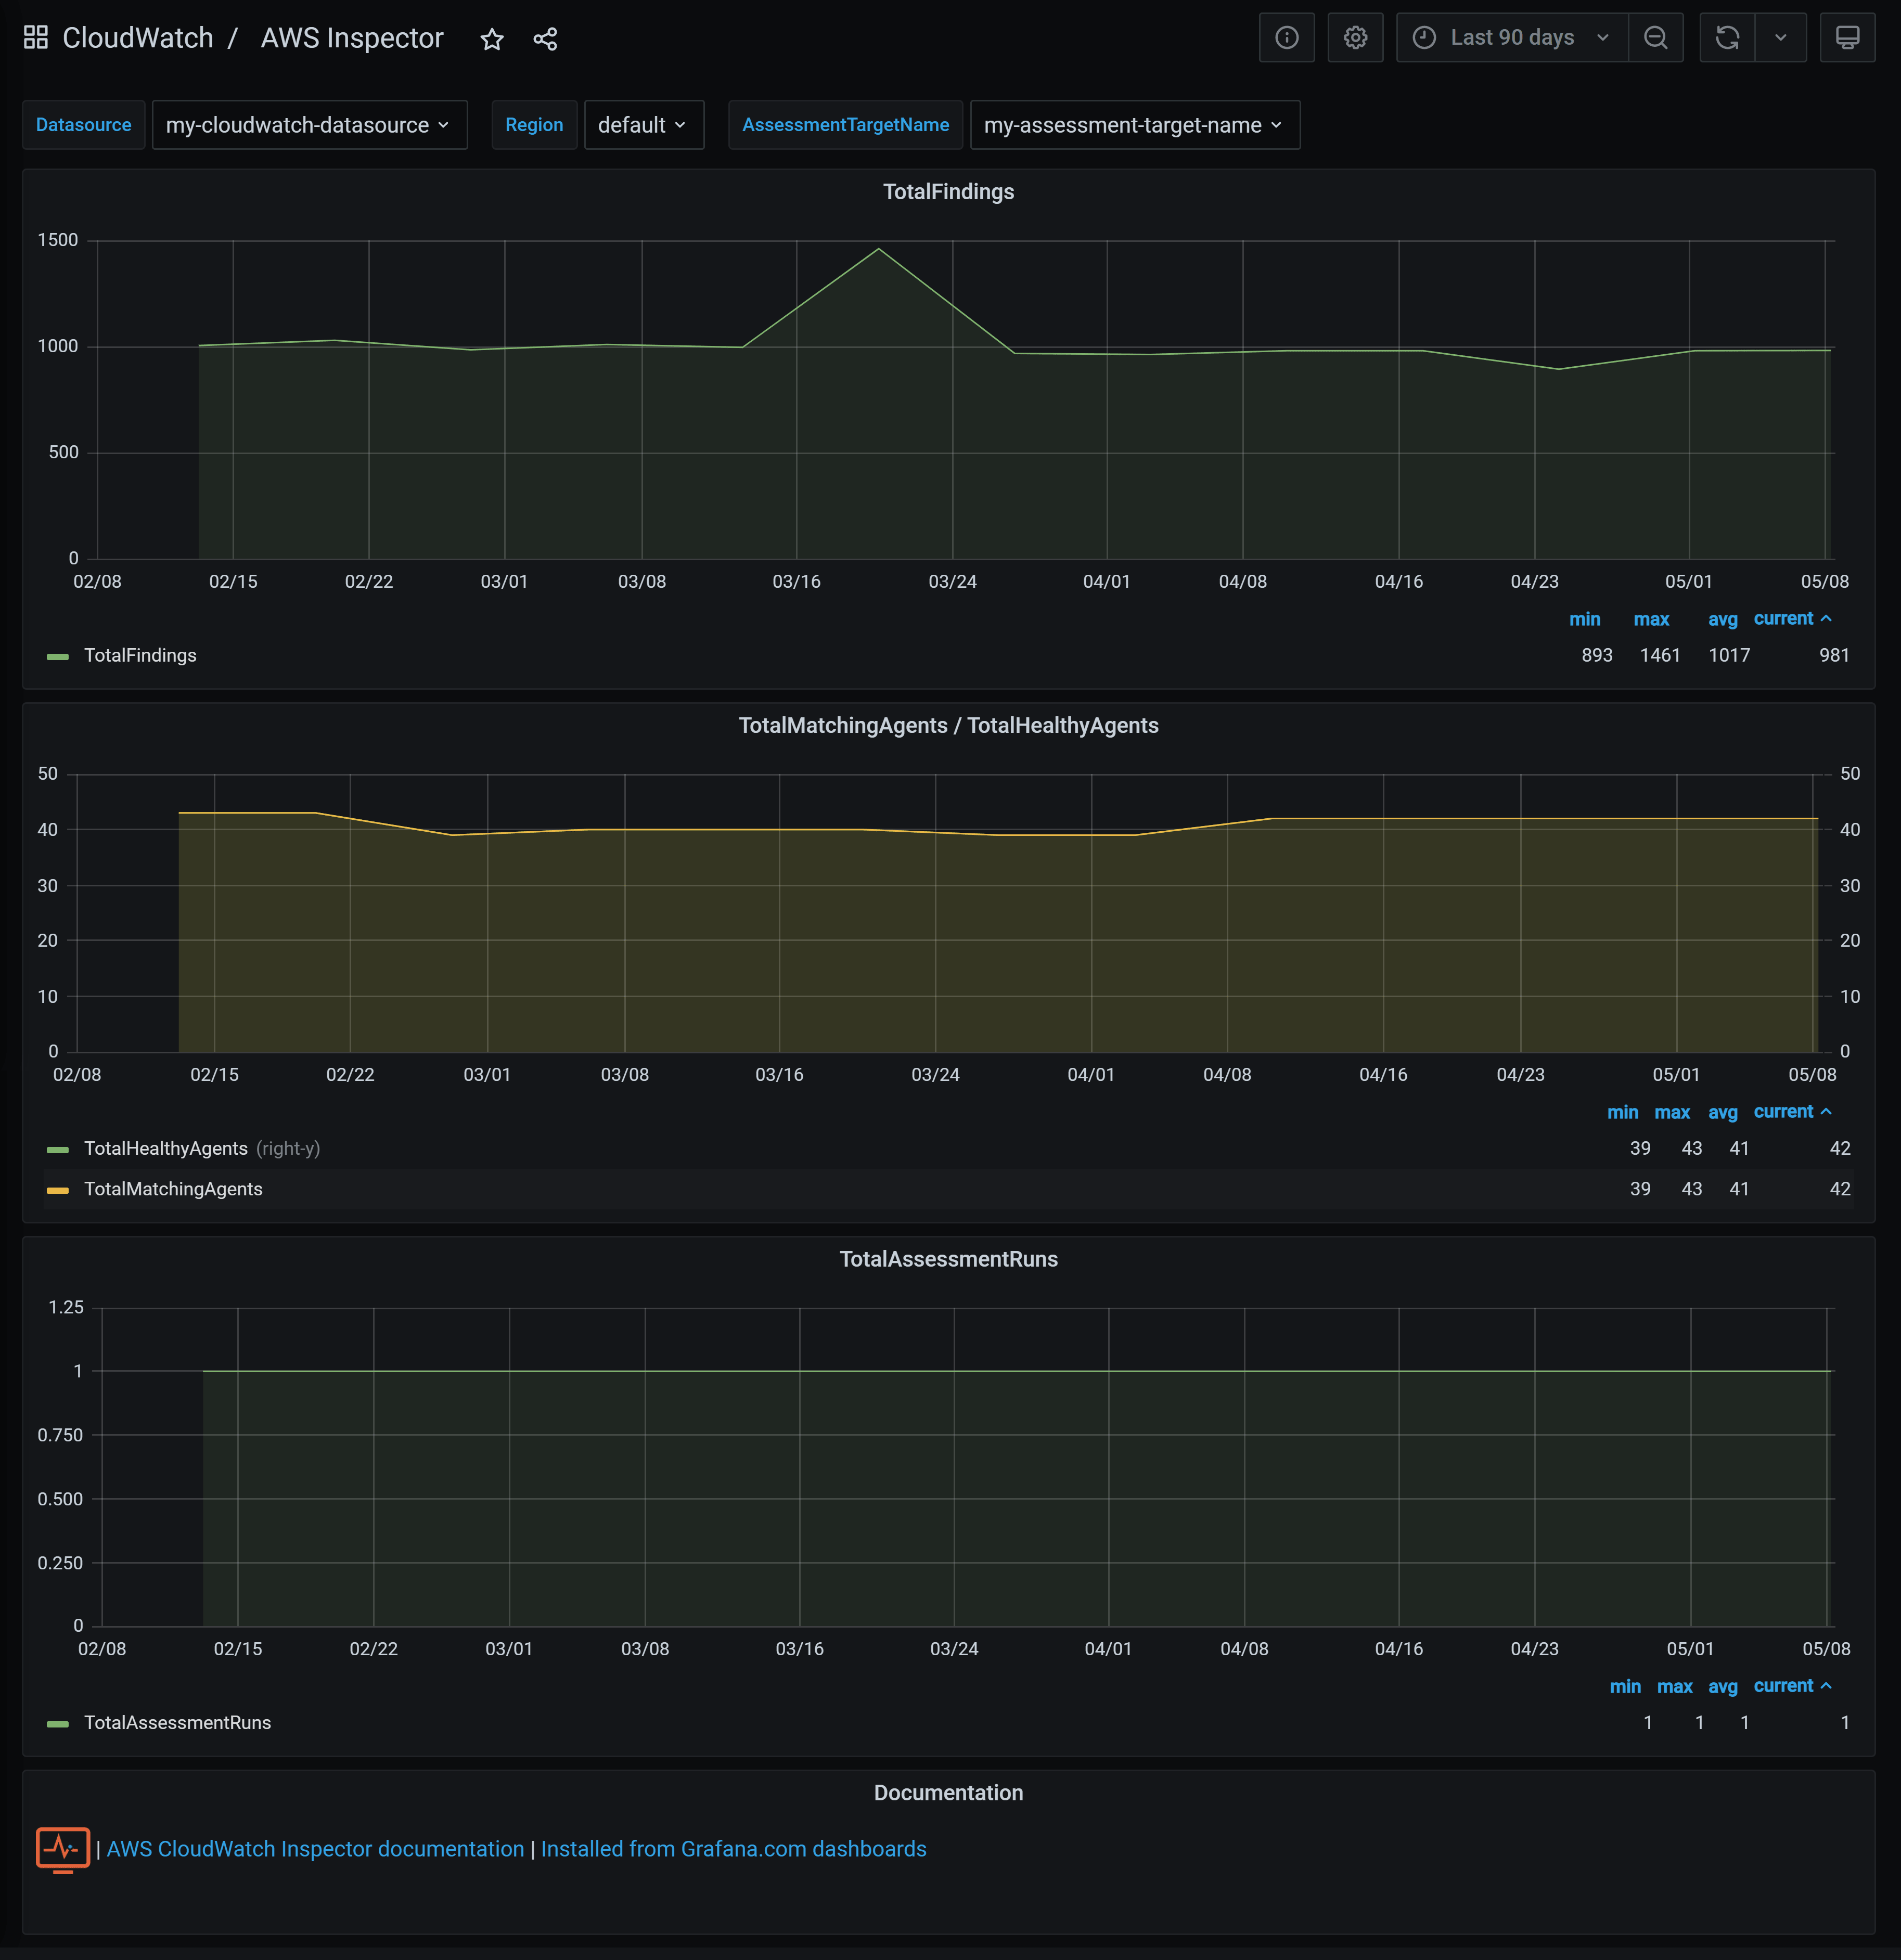 CloudWatch / AWS Inspector
Last 90 days
Datasource my-cloudwatch-datasource Region default AssessmentTargetName my-assessment-target-name
TotalFindings
1500
1000
500
0
02/08 02/15 02/22 03/01 03/08 03/16 03/24 04/01 04/08 04/16 04/23 05/01 05/08
min max avg current
TotalFindings 893 1461 1017 981
TotalMatchingAgents / TotalHealthyAgents
50 50
40 40
30 30
20 20
10 10
0 0
02/08 02/15 02/22 03/01 03/08 03/16 03/24 04/01 04/08 04/16 04/23 05/01 05/08
min max avg current
TotalHealthyAgents (right-y) 39 43 41 42
TotalMatchingAgents 39 43 41 42
TotalAssessmentRuns
1.25
1
0.750
0.500
0.250
0
02/08 02/15 02/22 03/01 03/08 03/16 03/24 04/01 04/08 04/16 04/23 05/01 05/08
min max avg current
TotalAssessmentRuns 1 1 1 1
Documentation
| AWS CloudWatch Inspector documentation | Installed from Grafana.com dashboards